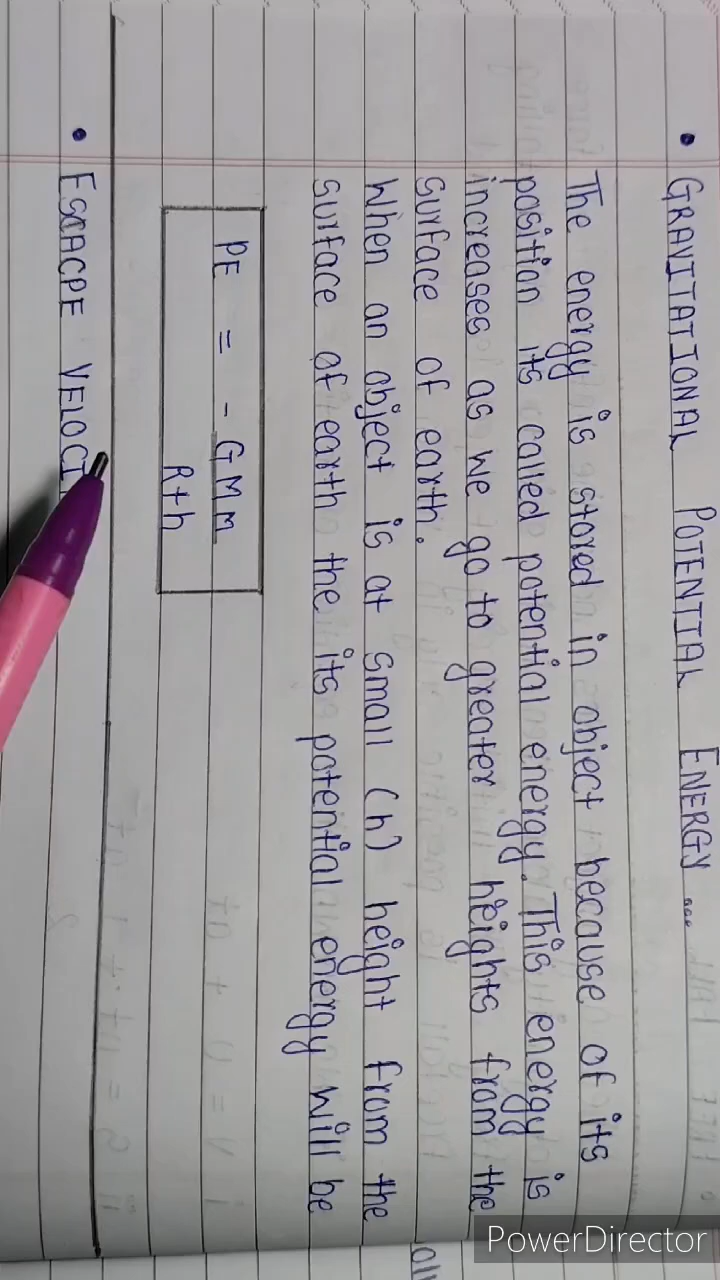 • GRAVITATIONAL POTENTIAL ENERGY...
The energy is stored in object because of its
position its called potential energy. This energy is
increases as we go to greater heights from the
surface of earth.
When an object is at small (h) height from the
surface of earth the its potential energy will be
PE = - GMm
R+h
• ESCACPE VELOCI
PowerDirector